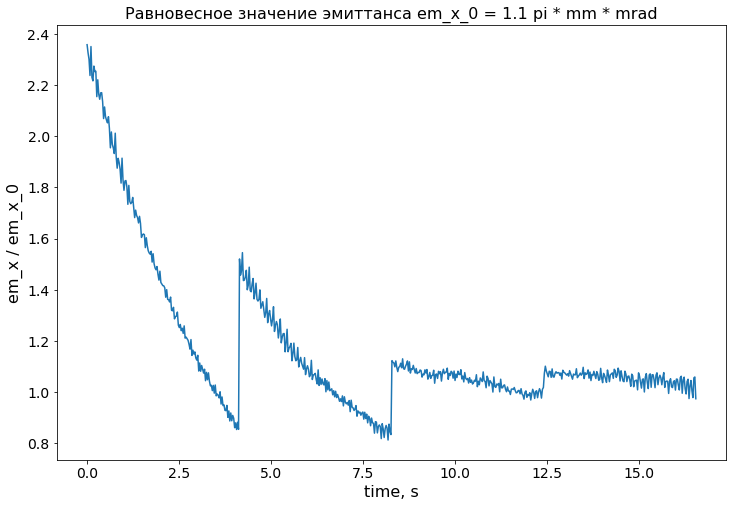 Равновесное значение эмиттанса em_x_0 = 1.1 pi * mm * mrad
em_x / em_x_0
2.4
2.2
2.0
1.8
1.6
1.4
1.2
1.0
0.8
0.0 2.5 5.0 7.5 10.0 12.5 15.0
time, s